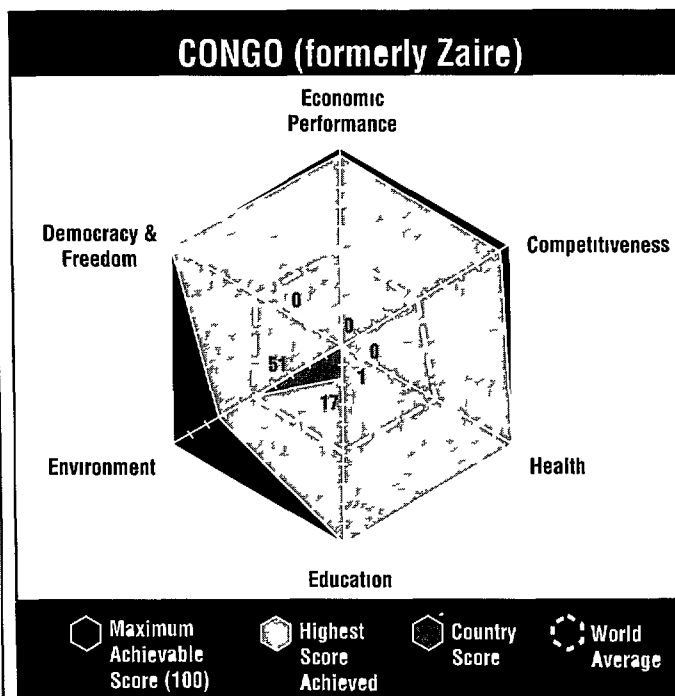 CONGO (formerly Zaire)
Economic
Performance
Democracy &
Freedom
Competitiveness
0
0
0
51
1
17
Environment
Health
Education
Maximum
Achievable
Score (100)
Highest
Score
Achieved
Country
Score
World
Average